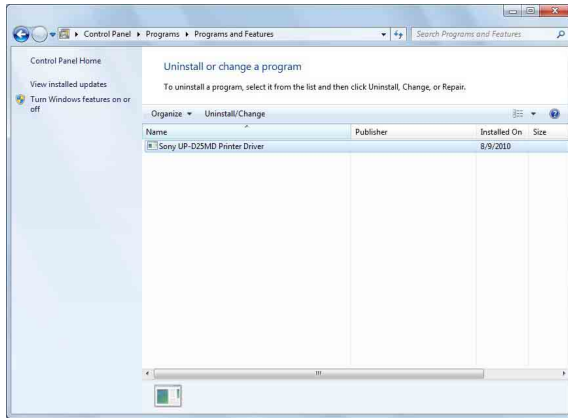 Control Panel ▸ Programs ▸ Programs and Features
Search Programs and Features
Control Panel Home
View installed updates
Turn Windows features on or
off
Uninstall or change a program
To uninstall a program, select it from the list and then click Uninstall, Change, or Repair.
Organize Uninstall/Change
Name Publisher Installed On Size
Sony UP-D25MD Printer Driver 8/9/2010